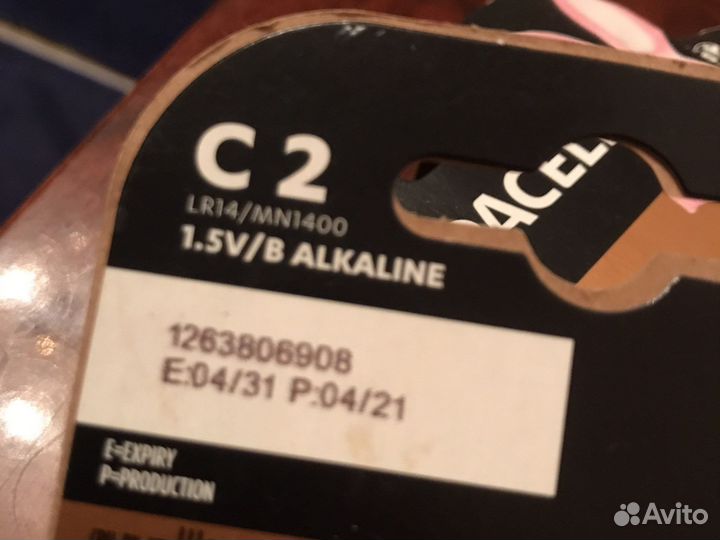 C 2
LR14/MN1400
1.5V/B ALKALINE
1263806908
E:04/31 P:04/21
E=EXPIRY
P=PRODUCTION
Avito